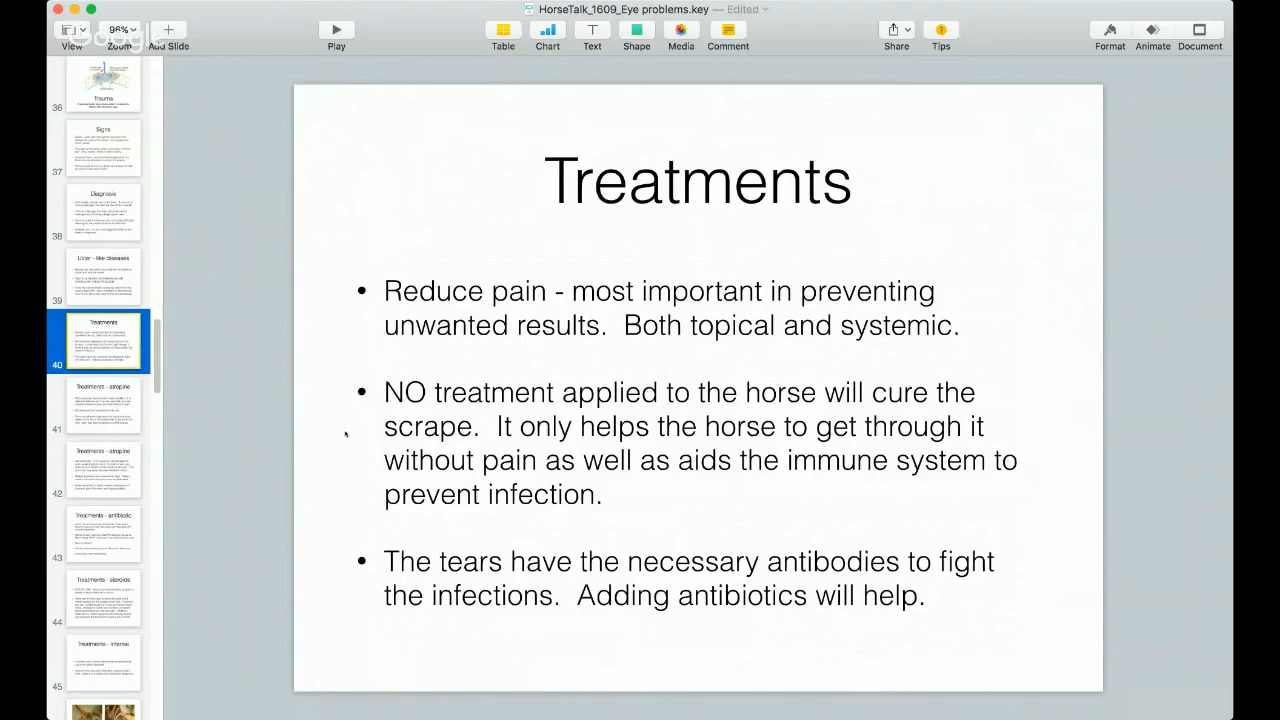 HorseTalk_1609_Eye problems.key — Edited
96%
Google
View
Zoom
Add Slide
Play
Table
Chart
Text
Shape
Media
Comment
Share
Tips
Format
Animate
Document
Trauma
36
Signs
37
Diagnosis
38
Ulcer - like diseases
39
Treatments
40
Treatments - atropine
41
Treatments - atropine
42
Treatments - antibiotic
43
Treatments - steroids
44
Treatments - intense
45
Treatments
• Reduce pain - most important in preventing
unwanted results. Both topical and systemic.
• NO treatment applied to the horse will cure the
scrape. It only helps the horse to get through it
without pain as well as aids the immune system to
prevent infection.
• The tears have the necessary antibodies to fight
the infection. Adding antibiotics will help.